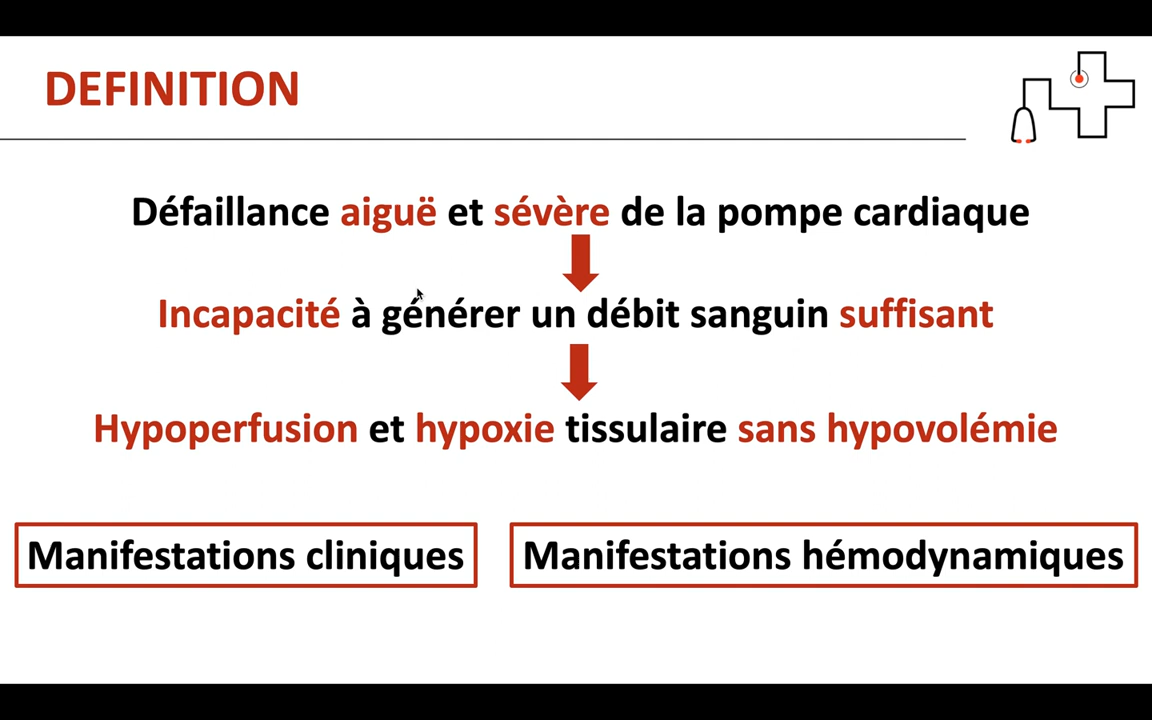 DEFINITION
Défaillance aiguë et sévère de la pompe cardiaque
Incapacité à générer un débit sanguin suffisant
Hypoperfusion et hypoxie tissulaire sans hypovolémie
Manifestations cliniques
Manifestations hémodynamiques